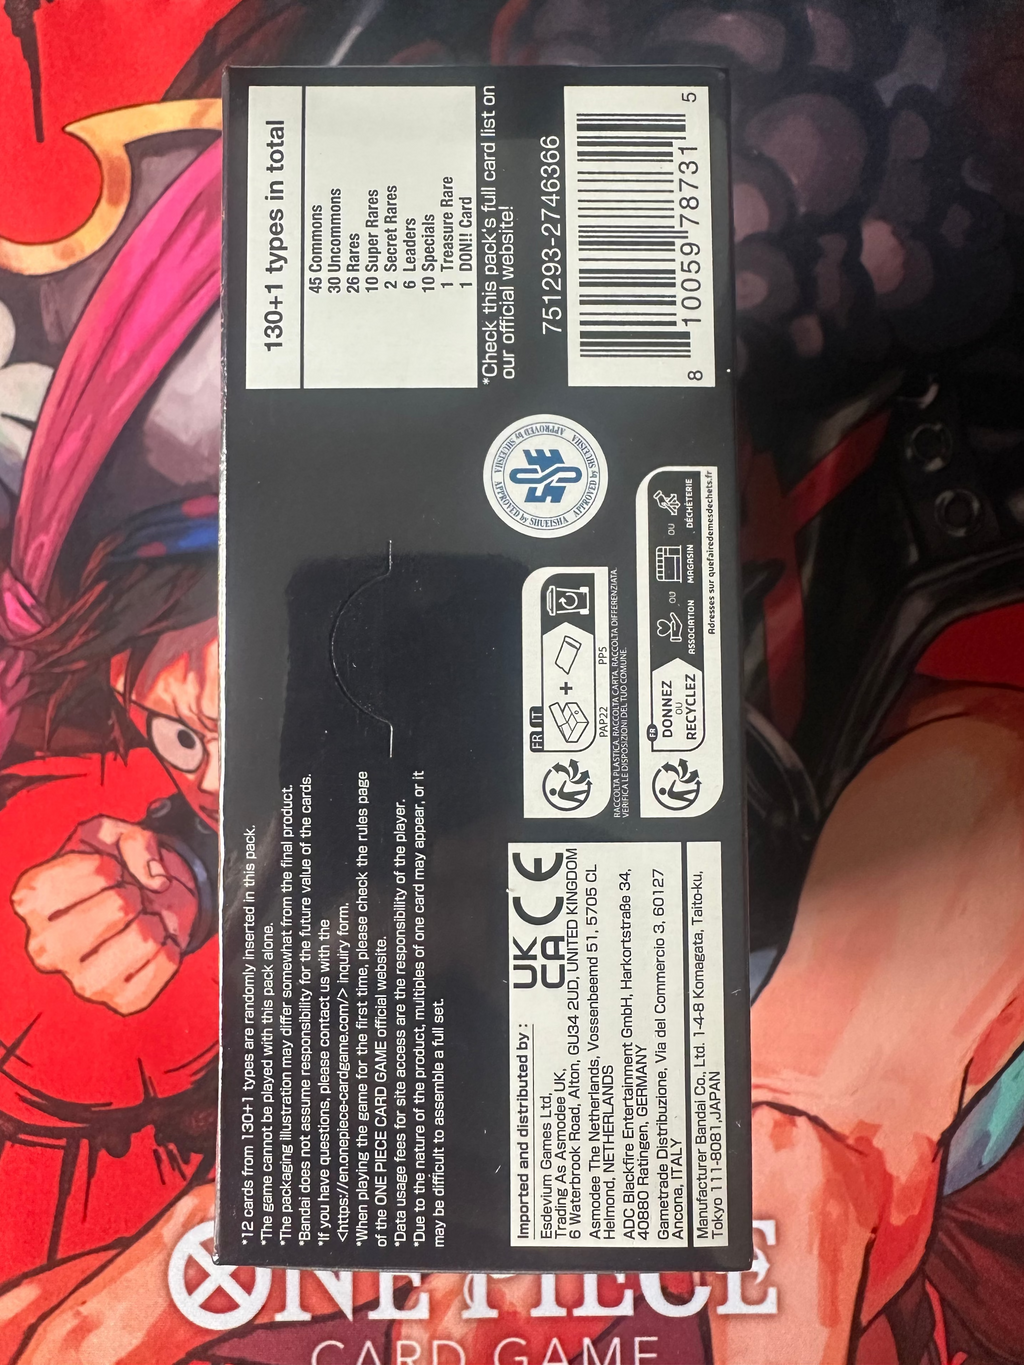 *12 cards from 130+1 types are randomly inserted in this pack.
*The game cannot be played with this pack alone.
*The packaging illustration may differ somewhat from the final product.
*Bandai does not assume responsibility for the future value of the cards.
*If you have questions, please contact us with the
<https://en.onepiece-cardgame.com/> inquiry form.
*When playing the game for the first time, please check the rules page
of the ONE PIECE CARD GAME official website.
*Data usage fees for site access are the responsibility of the player.
*Due to the nature of the product, multiples of one card may appear, or it
may be difficult to assemble a full set.
130+1 types in total
45 Commons
30 Uncommons
26 Rares
10 Super Rares
2 Secret Rares
6 Leaders
10 Specials
1 Treasure Rare
1 DON!! Card
*Check this pack's full card list on
our official website!
751293-2746366
8 10059 78731 5
APPROVED by SHUEISHA APPROVED by SHUEISHA APPROVED by SHUEISHA
FR IT
PAP22 PP5
RACCOLTA PLASTICA. RACCOLTA CARTA. RACCOLTA DIFFERENZIATA.
VERIFICA LE DISPOSIZIONI DEL TUO COMUNE.
FR
DONNEZ
OU
RECYCLEZ
ASSOCIATION
OU
MAGASIN
OU
DÉCHÈTERIE
Adresses sur quefairedemesdechets.fr
Imported and distributed by :
UK
CA CE
Esdevium Games Ltd,
Trading As Asmodee UK,
6 Waterbrook Road, Alton, GU34 2UD, UNITED KINGDOM
Asmodee The Netherlands, Vossenbeemd 51, 5705 CL
Helmond, NETHERLANDS
ADC Blackfire Entertainment GmbH, Harkortstraße 34,
40880 Ratingen, GERMANY
Gametrade Distribuzione, Via del Commercio 3, 60127
Ancona, ITALY
Manufacturer Bandai Co., Ltd. 1-4-8 Komagata, Taito-ku,
Tokyo 111-8081,JAPAN
ONE PIECE
CARD GAME